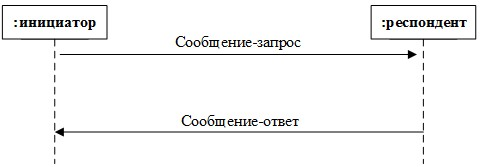 :инициатор
:респондент
Сообщение-запрос
Сообщение-ответ